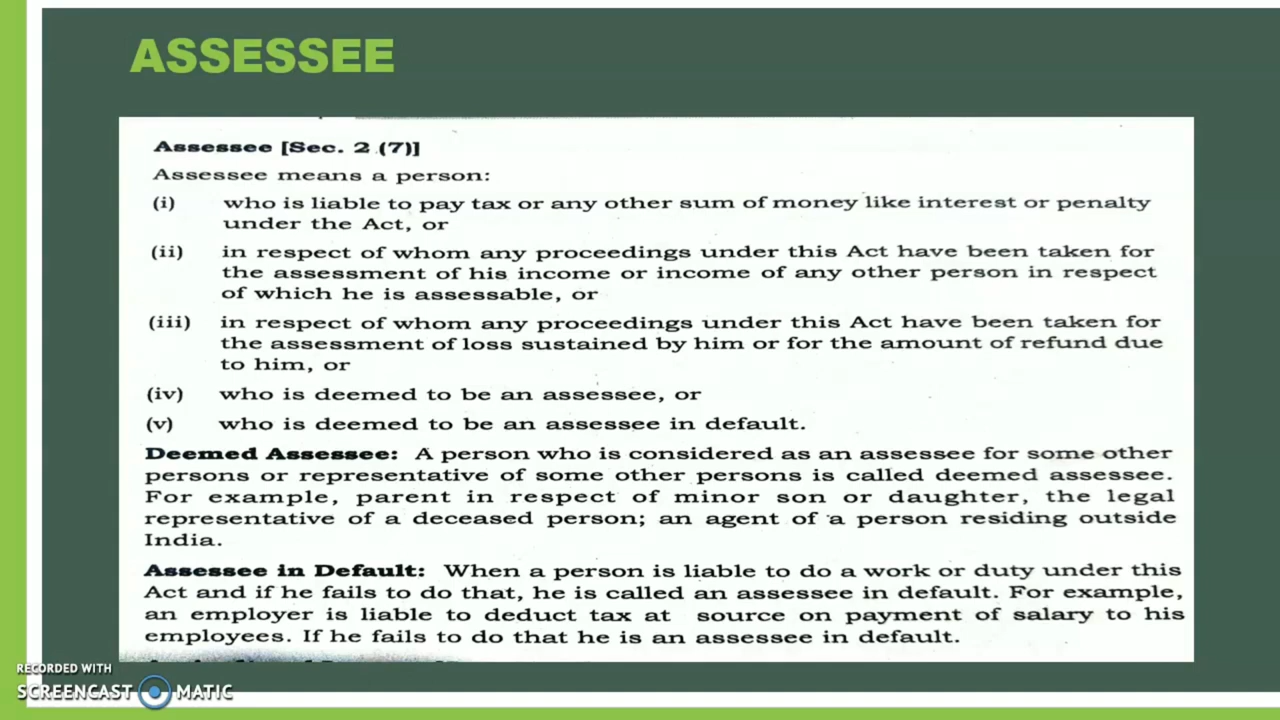 ASSESSEE
Assessee [Sec. 2 (7)]
Assessee means a person:
(i) who is liable to pay tax or any other sum of money like interest or penalty
under the Act, or
(ii) in respect of whom any proceedings under this Act have been taken for
the assessment of his income or income of any other person in respect
of which he is assessable, or
(iii) in respect of whom any proceedings under this Act have been taken for
the assessment of loss sustained by him or for the amount of refund due
to him, or
(iv) who is deemed to be an assessee, or
(v) who is deemed to be an assessee in default.
Deemed Assessee: A person who is considered as an assessee for some other
persons or representative of some other persons is called deemed assessee.
For example, parent in respect of minor son or daughter, the legal
representative of a deceased person; an agent of a person residing outside
India.
Assessee in Default: When a person is liable to do a work or duty under this
Act and if he fails to do that, he is called an assessee in default. For example,
an employer is liable to deduct tax at source on payment of salary to his
employees. If he fails to do that he is an assessee in default.
RECORDED WITH
SCREENCAST MATIC